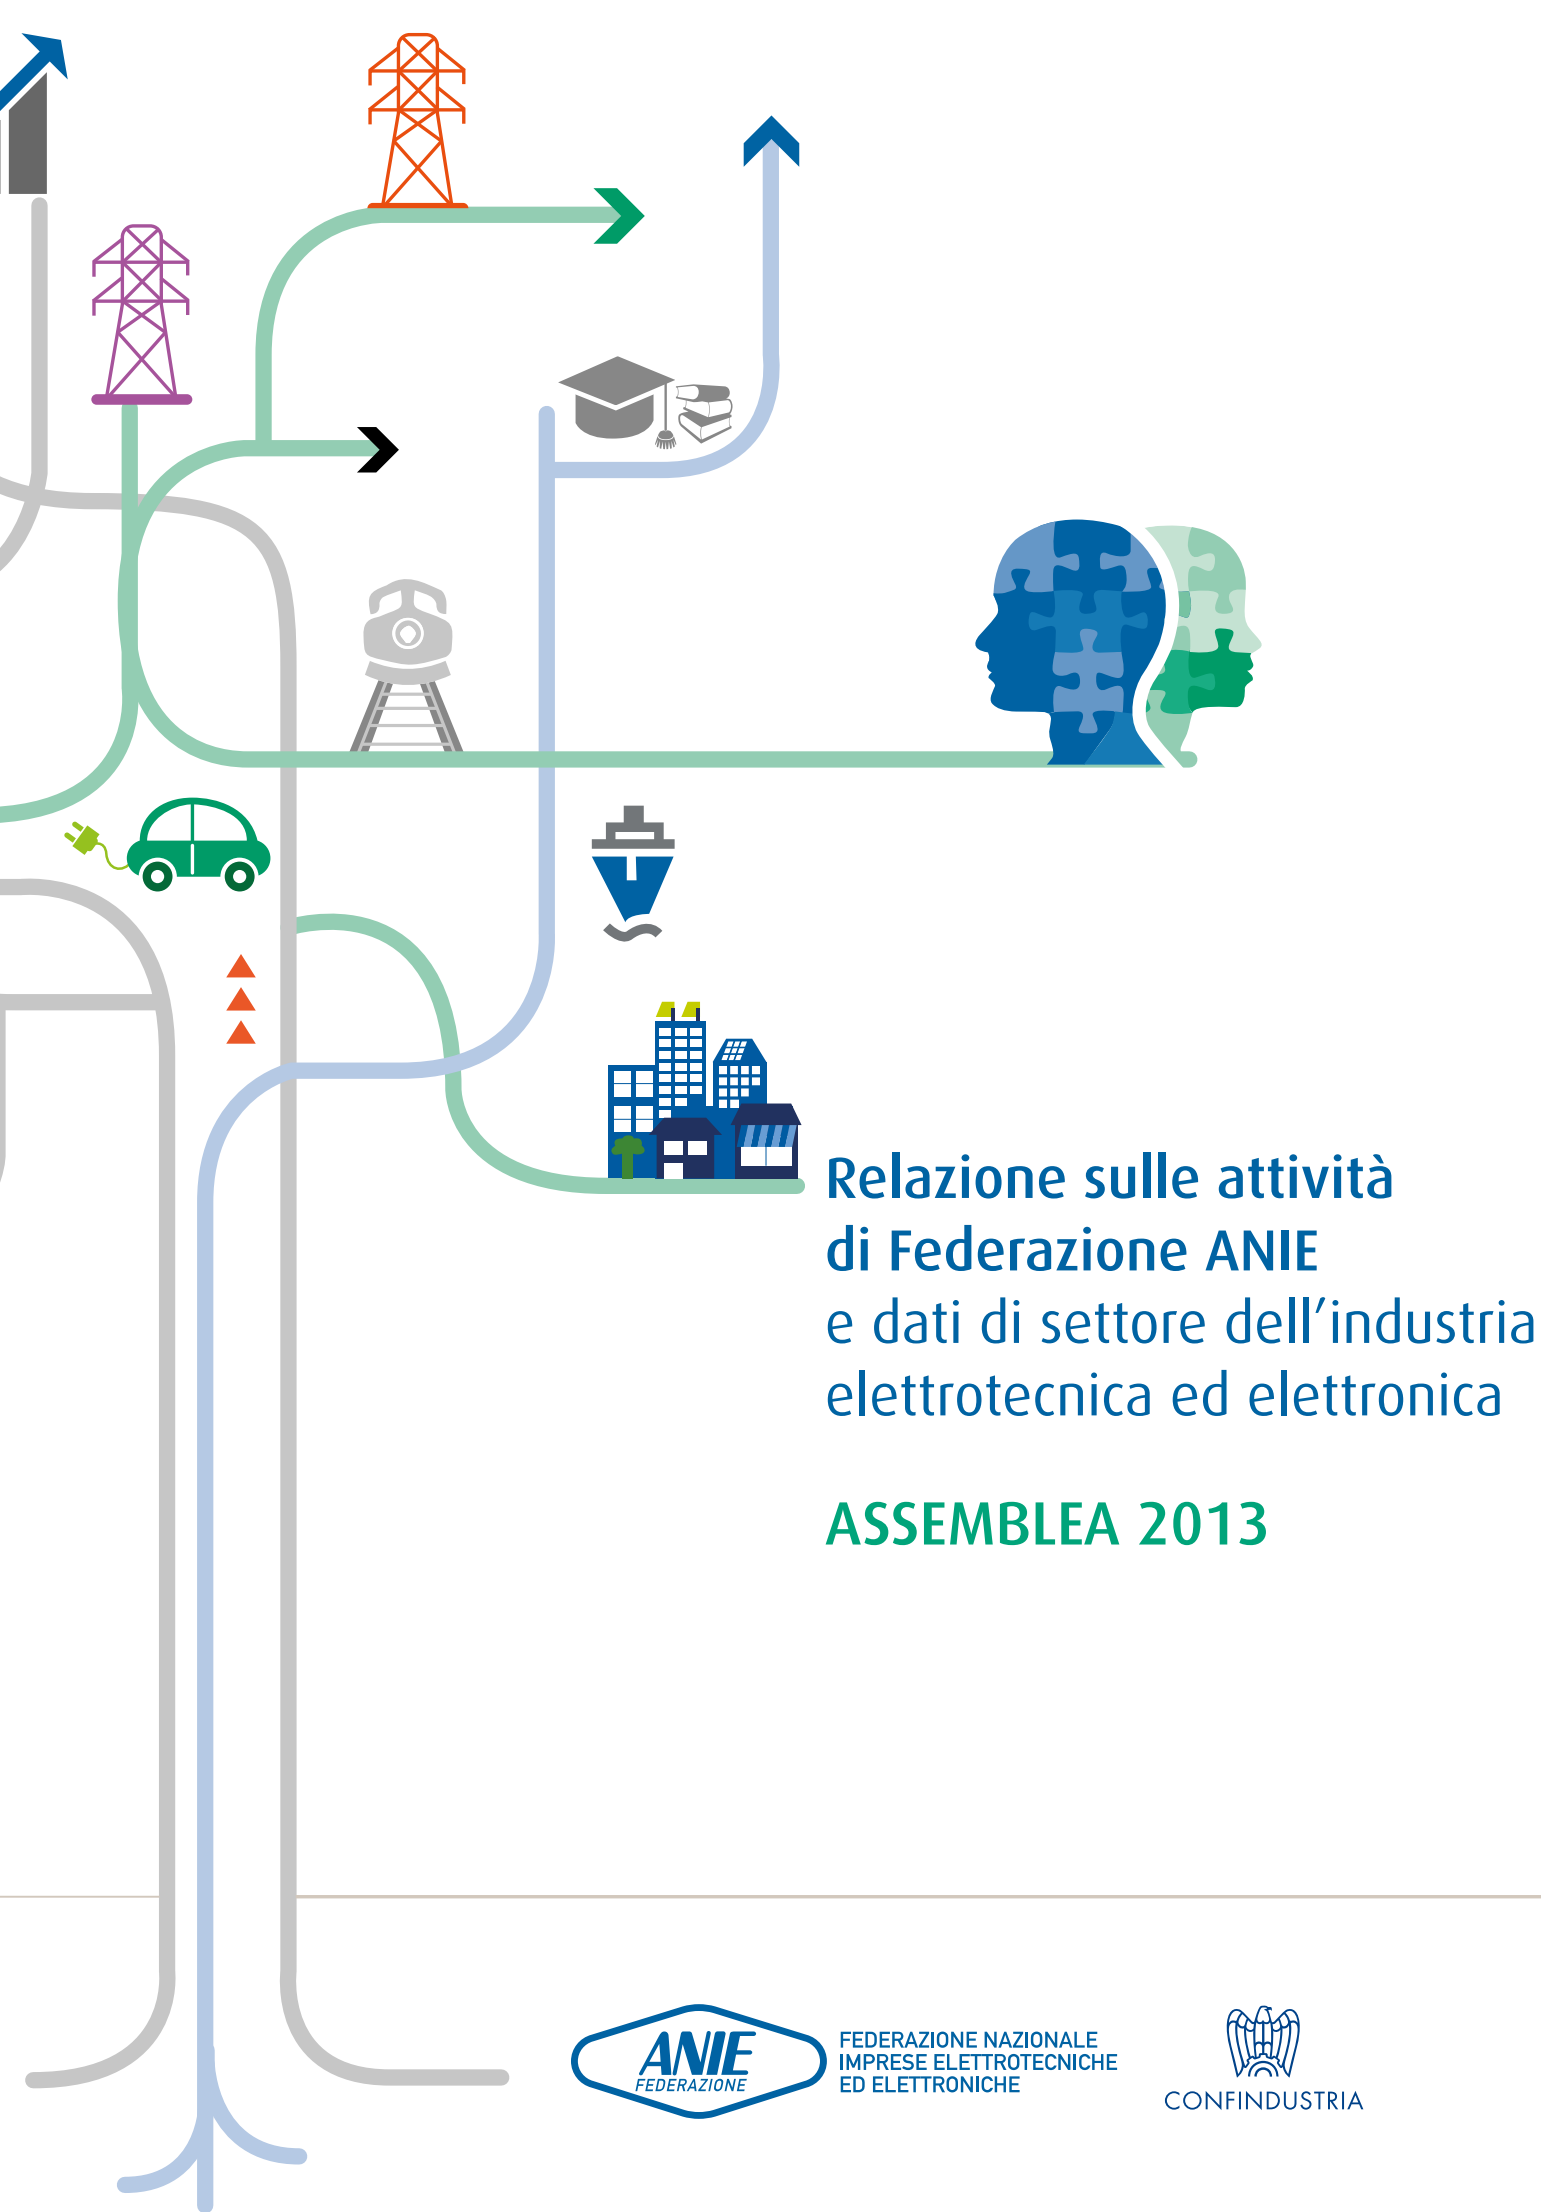 Relazione sulle attività
di Federazione ANIE
e dati di settore dell'industria
elettrotecnica ed elettronica
ASSEMBLEA 2013
ANIE
FEDERAZIONE
FEDERAZIONE NAZIONALE
IMPRESE ELETTROTECNICHE
ED ELETTRONICHE
CONFINDUSTRIA